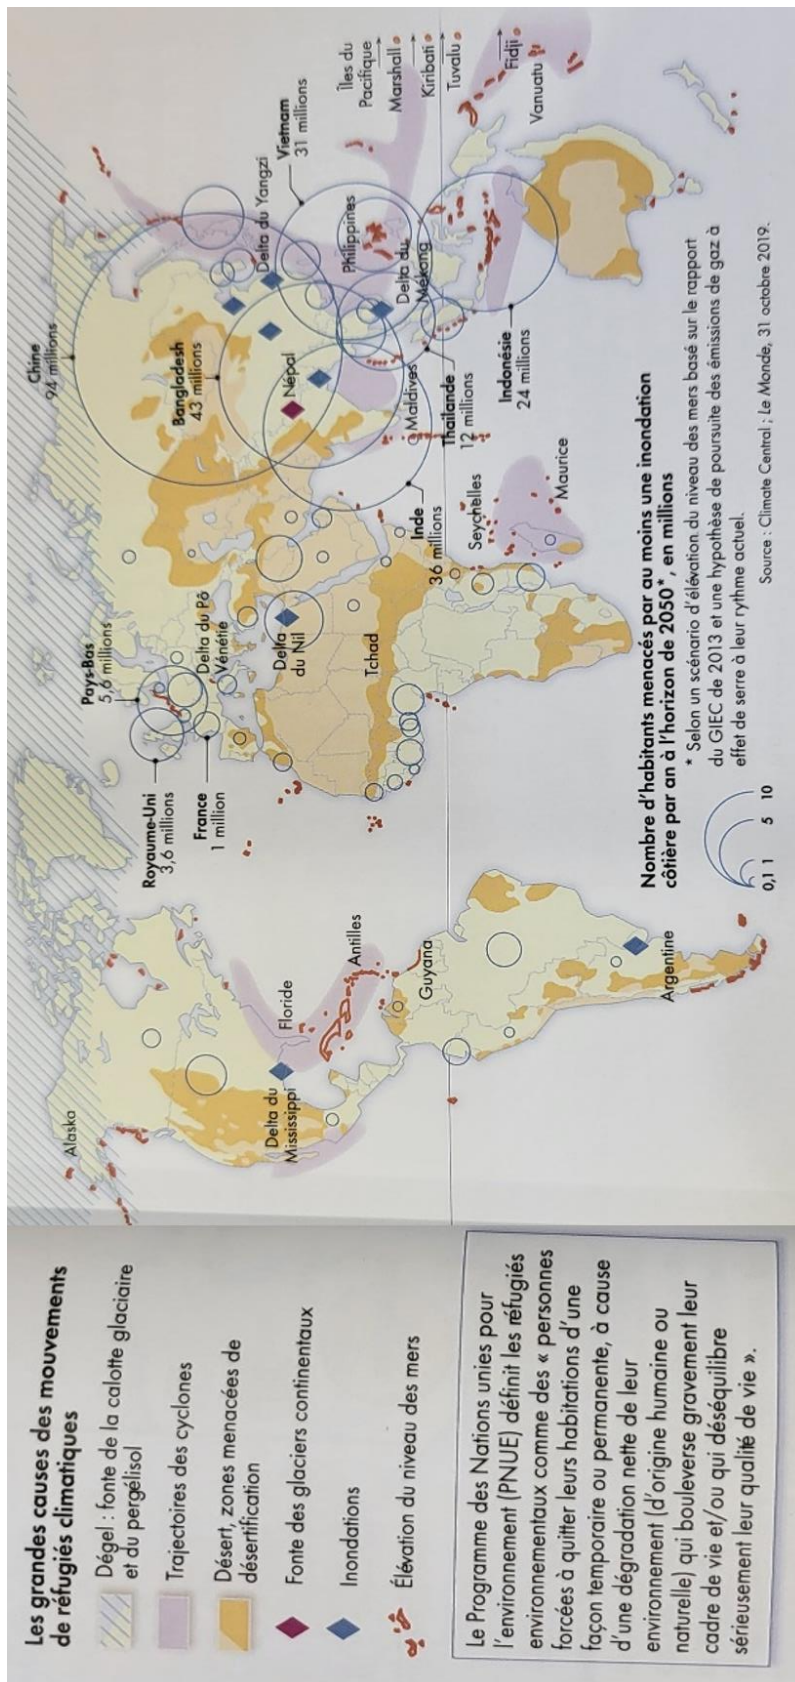 Les grandes causes des mouvements
de réfugiés climatiques
Dégel : fonte de la calotte glaciaire
et du pergélisol
Trajectoires des cyclones
Désert, zones menacées de
désertification
Fonte des glaciers continentaux
Inondations
Élévation du niveau des mers
Le Programme des Nations unies pour
l'environnement (PNUE) définit les réfugiés
environnementaux comme des « personnes
forcées à quitter leurs habitations d'une
façon temporaire ou permanente, à cause
d'une dégradation nette de leur
environnement (d'origine humaine ou
naturelle) qui bouleverse gravement leur
cadre de vie et/ou qui déséquilibre
sérieusement leur qualité de vie ».
Alaska
Delta du
Mississippi
Floride
Antilles
Guyana
Argentine
Royaume-Uni
3,6 millions
France
1 million
Pays-Bas
5,6 millions
Delta du Pô
Vénétie
Delta
du Nil
Tchad
Chine
94 millions
Bangladesh
43 millions
Népal
Inde
36 millions
Maldives
Seychelles
Maurice
Thaïlande
12 millions
Indonésie
24 millions
Delta du Yangzi
Vietnam
31 millions
Philippines
Delta du
Mékong
Îles du
Pacifique
Marshall
Kiribati
Tuvalu
Fidji
Vanuatu
Nombre d'habitants menacés par au moins une inondation
côtière par an à l'horizon de 2050*, en millions
0,1 1 5 10
* Selon un scénario d'élévation du niveau des mers basé sur le rapport
du GIEC de 2013 et une hypothèse de poursuite des émissions de gaz à
effet de serre à leur rythme actuel.
Source : Climate Central ; Le Monde, 31 octobre 2019.